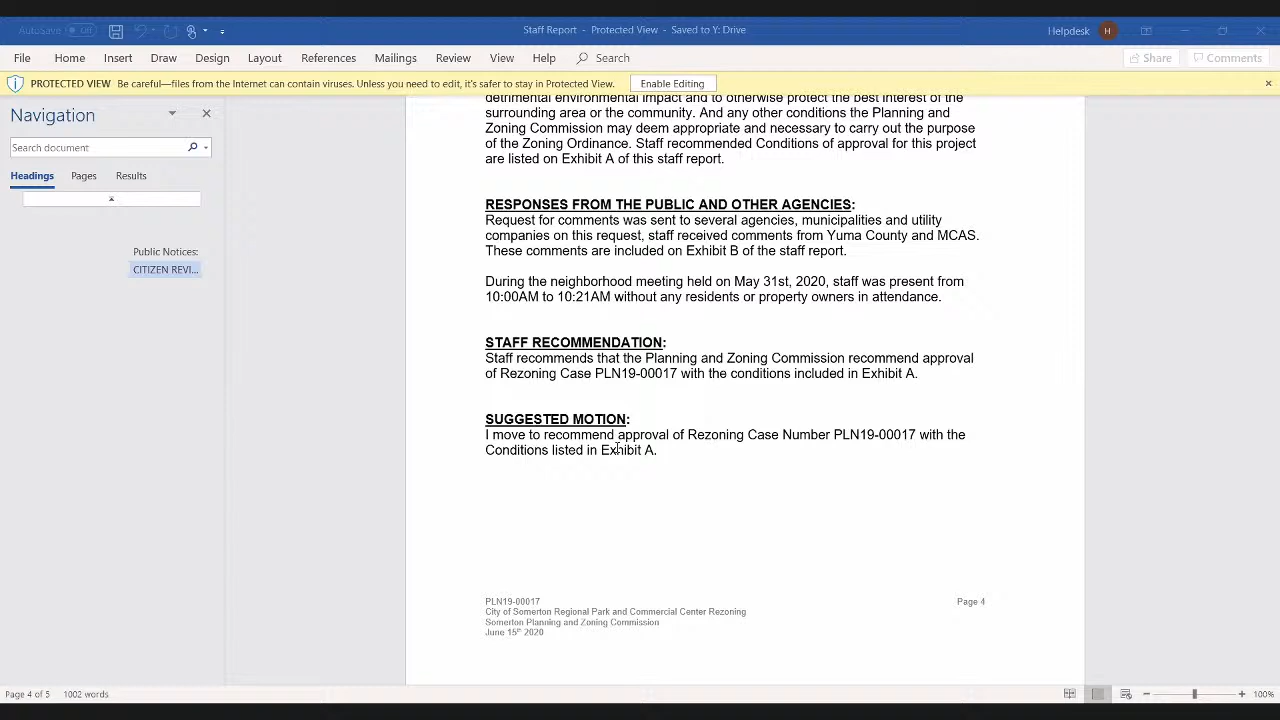 AutoSave Off
Staff Report - Protected View - Saved to Y: Drive
Helpdesk H
File Home Insert Draw Design Layout References Mailings Review View Help Search Share Comments
PROTECTED VIEW Be careful—files from the Internet can contain viruses. Unless you need to edit, it's safer to stay in Protected View. Enable Editing
Navigation
Search document
Headings Pages Results
Public Notices:
CITIZEN REVI...
detrimental environmental impact and to otherwise protect the best interest of the
surrounding area or the community. And any other conditions the Planning and
Zoning Commission may deem appropriate and necessary to carry out the purpose
of the Zoning Ordinance. Staff recommended Conditions of approval for this project
are listed on Exhibit A of this staff report.
RESPONSES FROM THE PUBLIC AND OTHER AGENCIES:
Request for comments was sent to several agencies, municipalities and utility
companies on this request, staff received comments from Yuma County and MCAS.
These comments are included on Exhibit B of the staff report.
During the neighborhood meeting held on May 31st, 2020, staff was present from
10:00AM to 10:21AM without any residents or property owners in attendance.
STAFF RECOMMENDATION:
Staff recommends that the Planning and Zoning Commission recommend approval
of Rezoning Case PLN19-00017 with the conditions included in Exhibit A.
SUGGESTED MOTION:
I move to recommend approval of Rezoning Case Number PLN19-00017 with the
Conditions listed in Exhibit A.
PLN19-00017 Page 4
City of Somerton Regional Park and Commercial Center Rezoning
Somerton Planning and Zoning Commission
June 15th 2020
Page 4 of 5 1002 words
100%